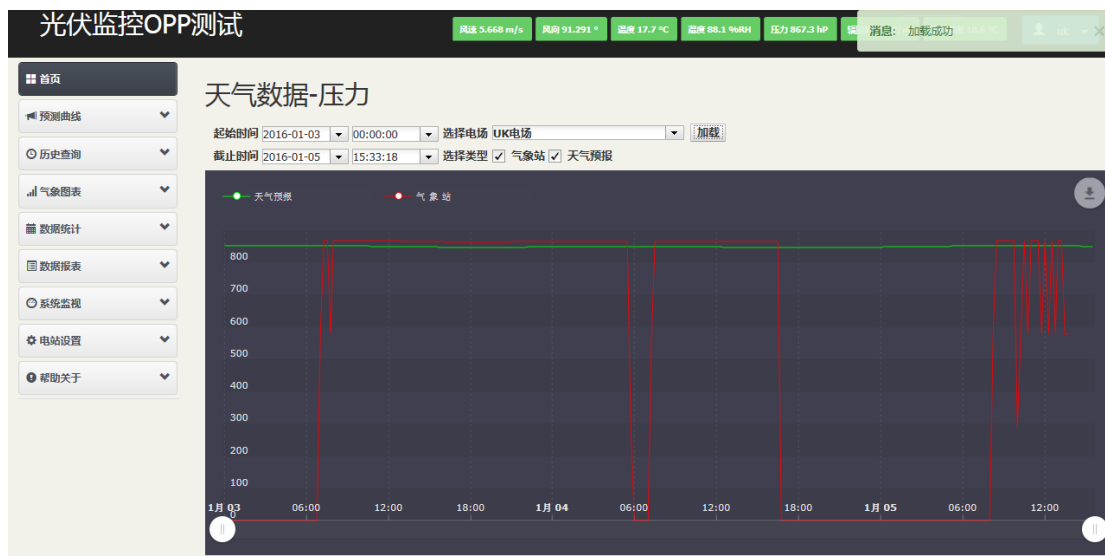 光伏监控OPP测试
风速 5.668 m/s 风向 91.291 ° 温度 17.7 ℃ 湿度 88.1 %RH 压力 867.3 hP 消息: 加载成功 uk
首页
预测曲线
历史查询
气象图表
数据统计
数据报表
系统监视
电站设置
帮助关于
天气数据-压力
起始时间 2016-01-03 00:00:00 选择电场 UK电场 加载
截止时间 2016-01-05 15:33:18 选择类型 气象站 天气预报
天气预报 气 象 站
800
700
600
500
400
300
200
100
0
1月 03 06:00 12:00 18:00 1月 04 06:00 12:00 18:00 1月 05 06:00 12:00